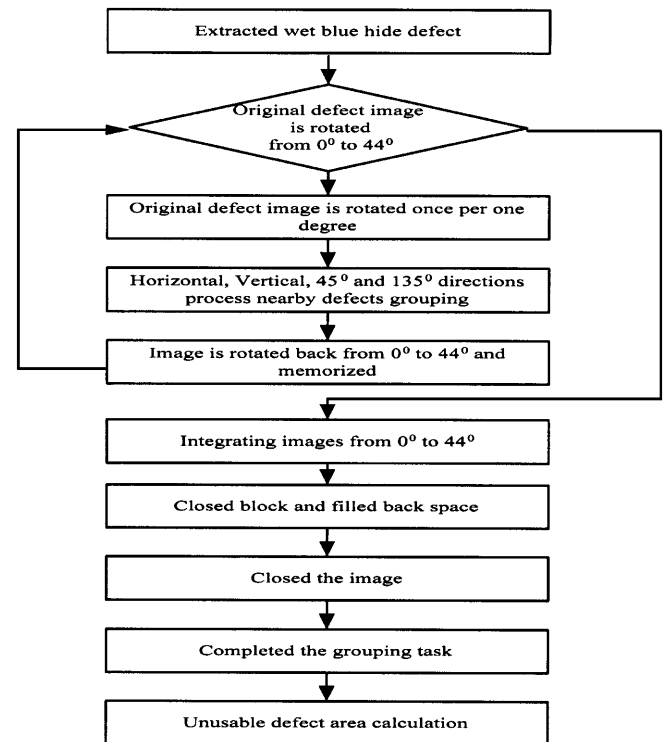 Extracted wet blue hide defect
Original defect image
is rotated
from 0⁰ to 44⁰
Original defect image is rotated once per one
degree
Horizontal, Vertical, 45⁰ and 135⁰ directions
process nearby defects grouping
Image is rotated back from 0⁰ to 44⁰ and
memorized
Integrating images from 0⁰ to 44⁰
Closed block and filled back space
Closed the image
Completed the grouping task
Unusable defect area calculation